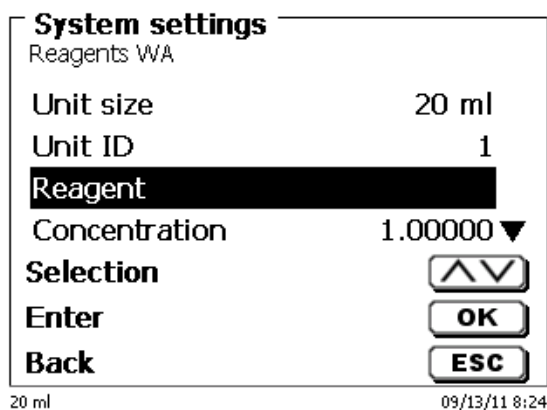 System settings
Reagents WA
Unit size 20 ml
Unit ID 1
Reagent
Concentration 1.00000
Selection
Enter OK
Back ESC
20 ml 09/13/11 8:24